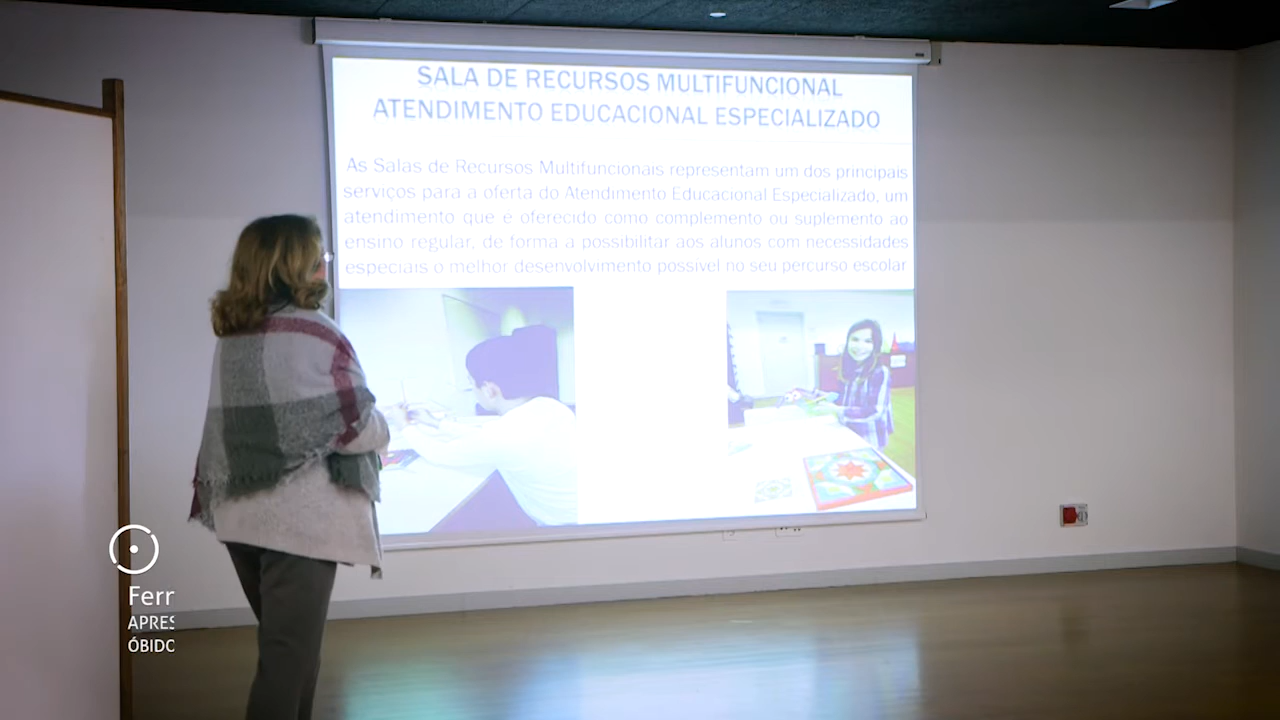 SALA DE RECURSOS MULTIFUNCIONAL
ATENDIMENTO EDUCACIONAL ESPECIALIZADO
As Salas de Recursos Multifuncionais representam um dos principais
serviços para a oferta do Atendimento Educacional Especializado, um
atendimento que é oferecido como complemento ou suplemento ao
ensino regular, de forma a possibilitar aos alunos com necessidades
especiais o melhor desenvolvimento possível no seu percurso escolar
Ferr
APRES
ÓBIDO